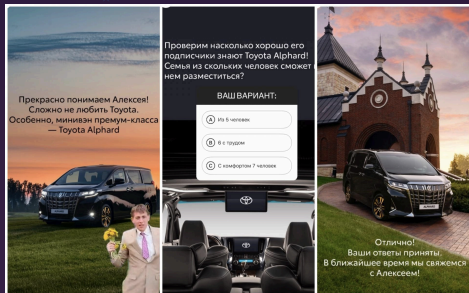 Прекрасно понимаем Алексея!
Сложно не любить Toyota.
Особенно, минивэн премум-класса
— Toyota Alphard
Проверим насколько хорошо его
подписчики знают Toyota Alphard!
Семья из скольких человек сможет
нем разместиться?
ВАШ ВАРИАНТ:
A Из 5 человек
B 6 с трудом
C С комфортом 7 человек
Отлично!
Ваши ответы приняты.
В ближайшее время мы свяжемся
с Алексеем!